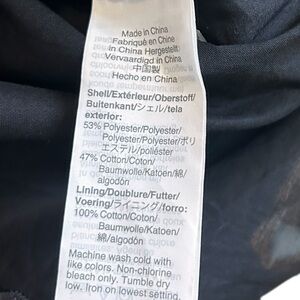 Made in China
Fabriqué en Chine
In China Hergestellt
Vervaardigd in China
中国製
Hecho en China
Shell/Extérieur/Oberstoff/
Buitenkant/シェル/tela
exterior:
53% Polyester/Polyester/
Polyester/Polyester/ポリ
エステル/poliéster
47% Cotton/Coton/
Baumwolle/Katoen/綿/
algodón
Lining/Doublure/Futter/
Voering/ライニング/forro:
100% Cotton/Coton/
Baumwolle/Katoen/
綿/algodón
Machine wash cold with
like colors. Non-chlorine
bleach only. Tumble dry
low. Iron on lowest setting.